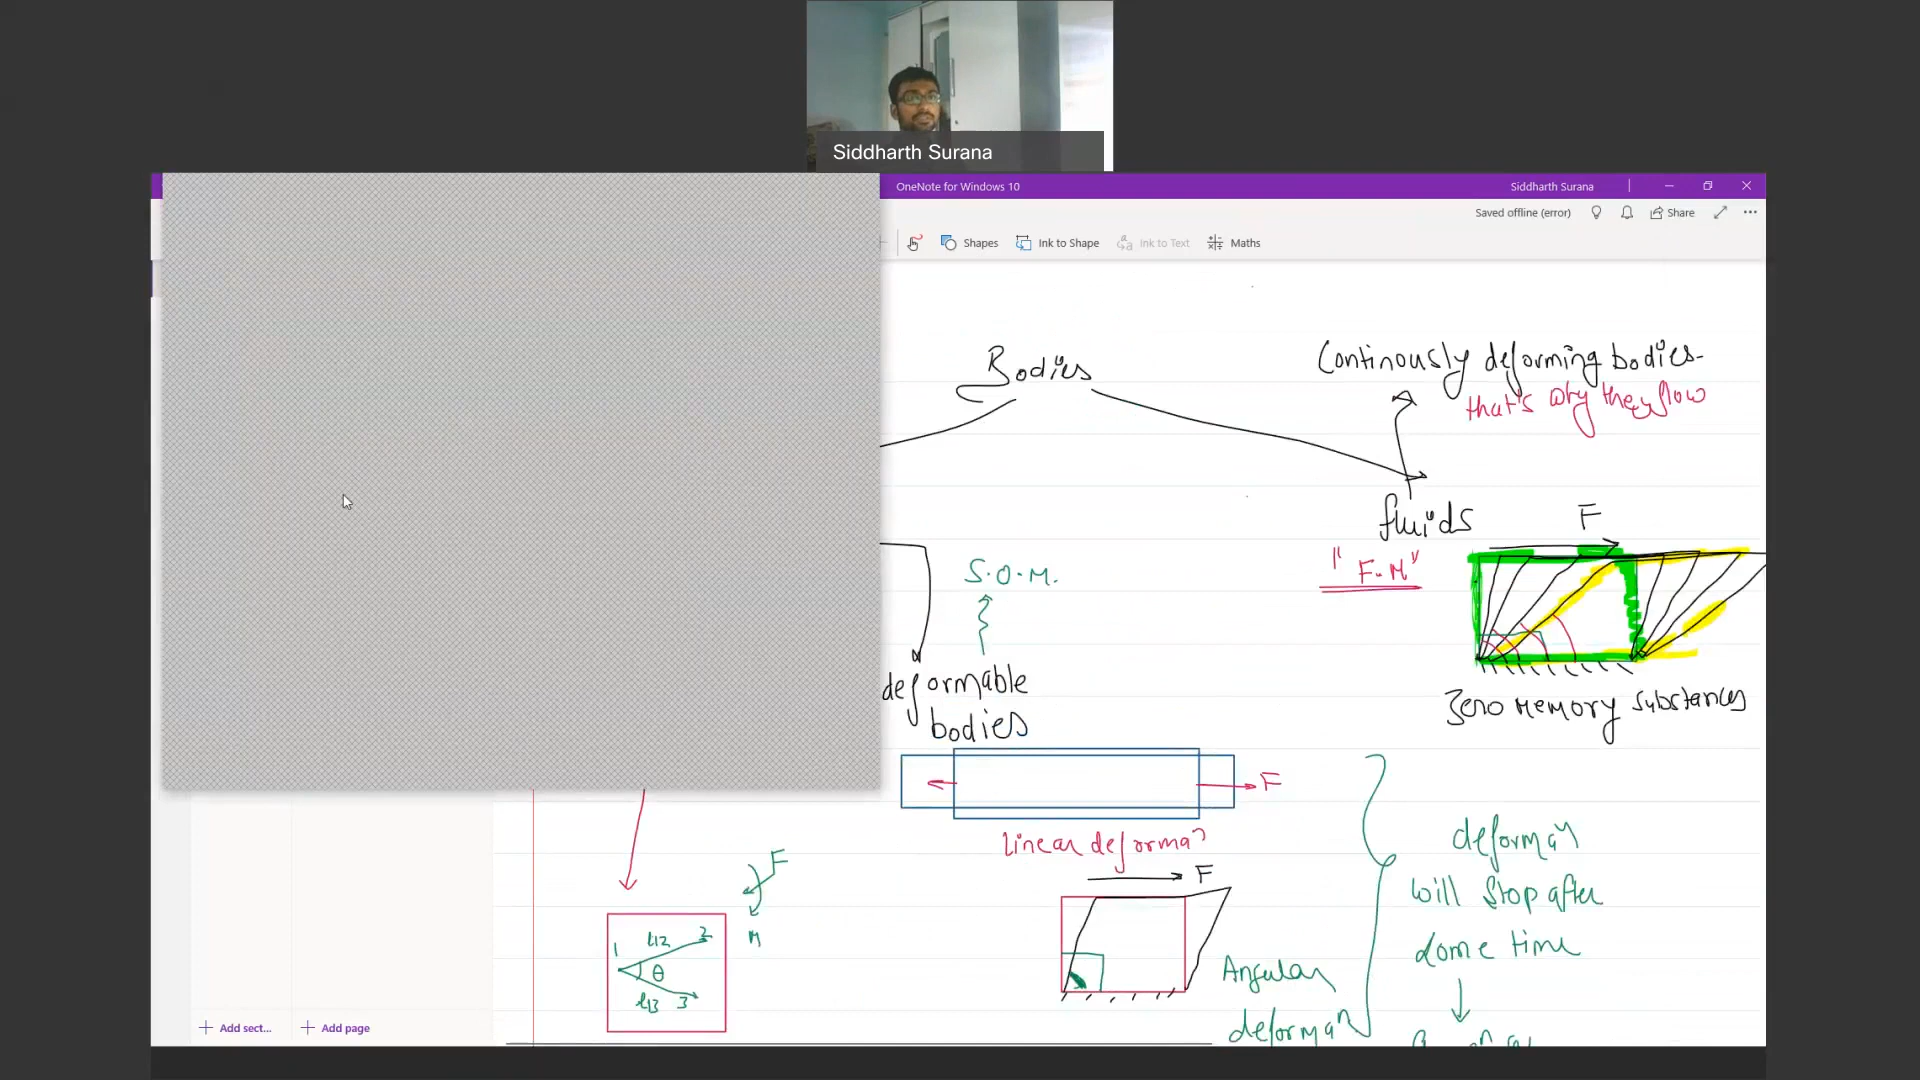 Siddharth Surana
OneNote for Windows 10
Siddharth Surana
Saved offline (error)
Share
Shapes
Ink to Shape
Ink to Text
Maths
Bodies
Continously deforming bodies
that's why they flow
fluids
F
"F.M"
S.O.M.
deformable
bodies
Zero memory substances
F
linear deforma
F
deforma
will stop after
some time
F
M
1
l12
2
θ
l13
3
Angular
deforma
Add sect...
Add page